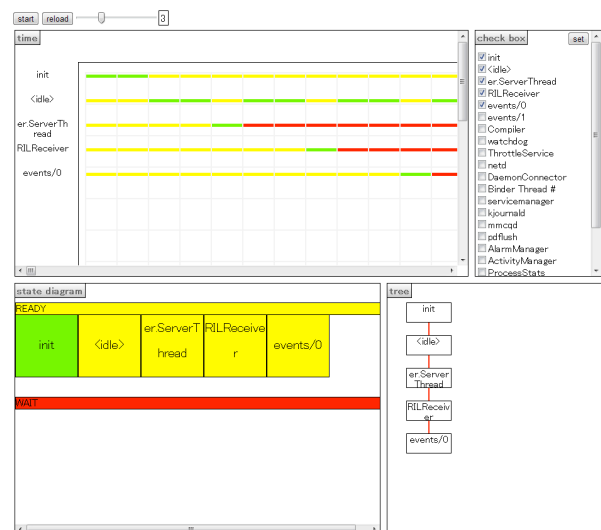 start reload 3
time
init
<idle>
er.ServerTh
read
RILReceiver
events/0
check box set
init
<idle>
er.ServerThread
RILReceiver
events/0
events/1
Compiler
watchdog
ThrottleService
netd
DaemonConnector
Binder Thread #
servicemanager
kjournald
mmcqd
pdflush
AlarmManager
ActivityManager
ProcessStats
state diagram
READY
init
<idle>
er.ServerT
hread
RILReceive
r
events/0
WAIT
tree
init
<idle>
er.Server
Thread
RILReceiv
er
events/0